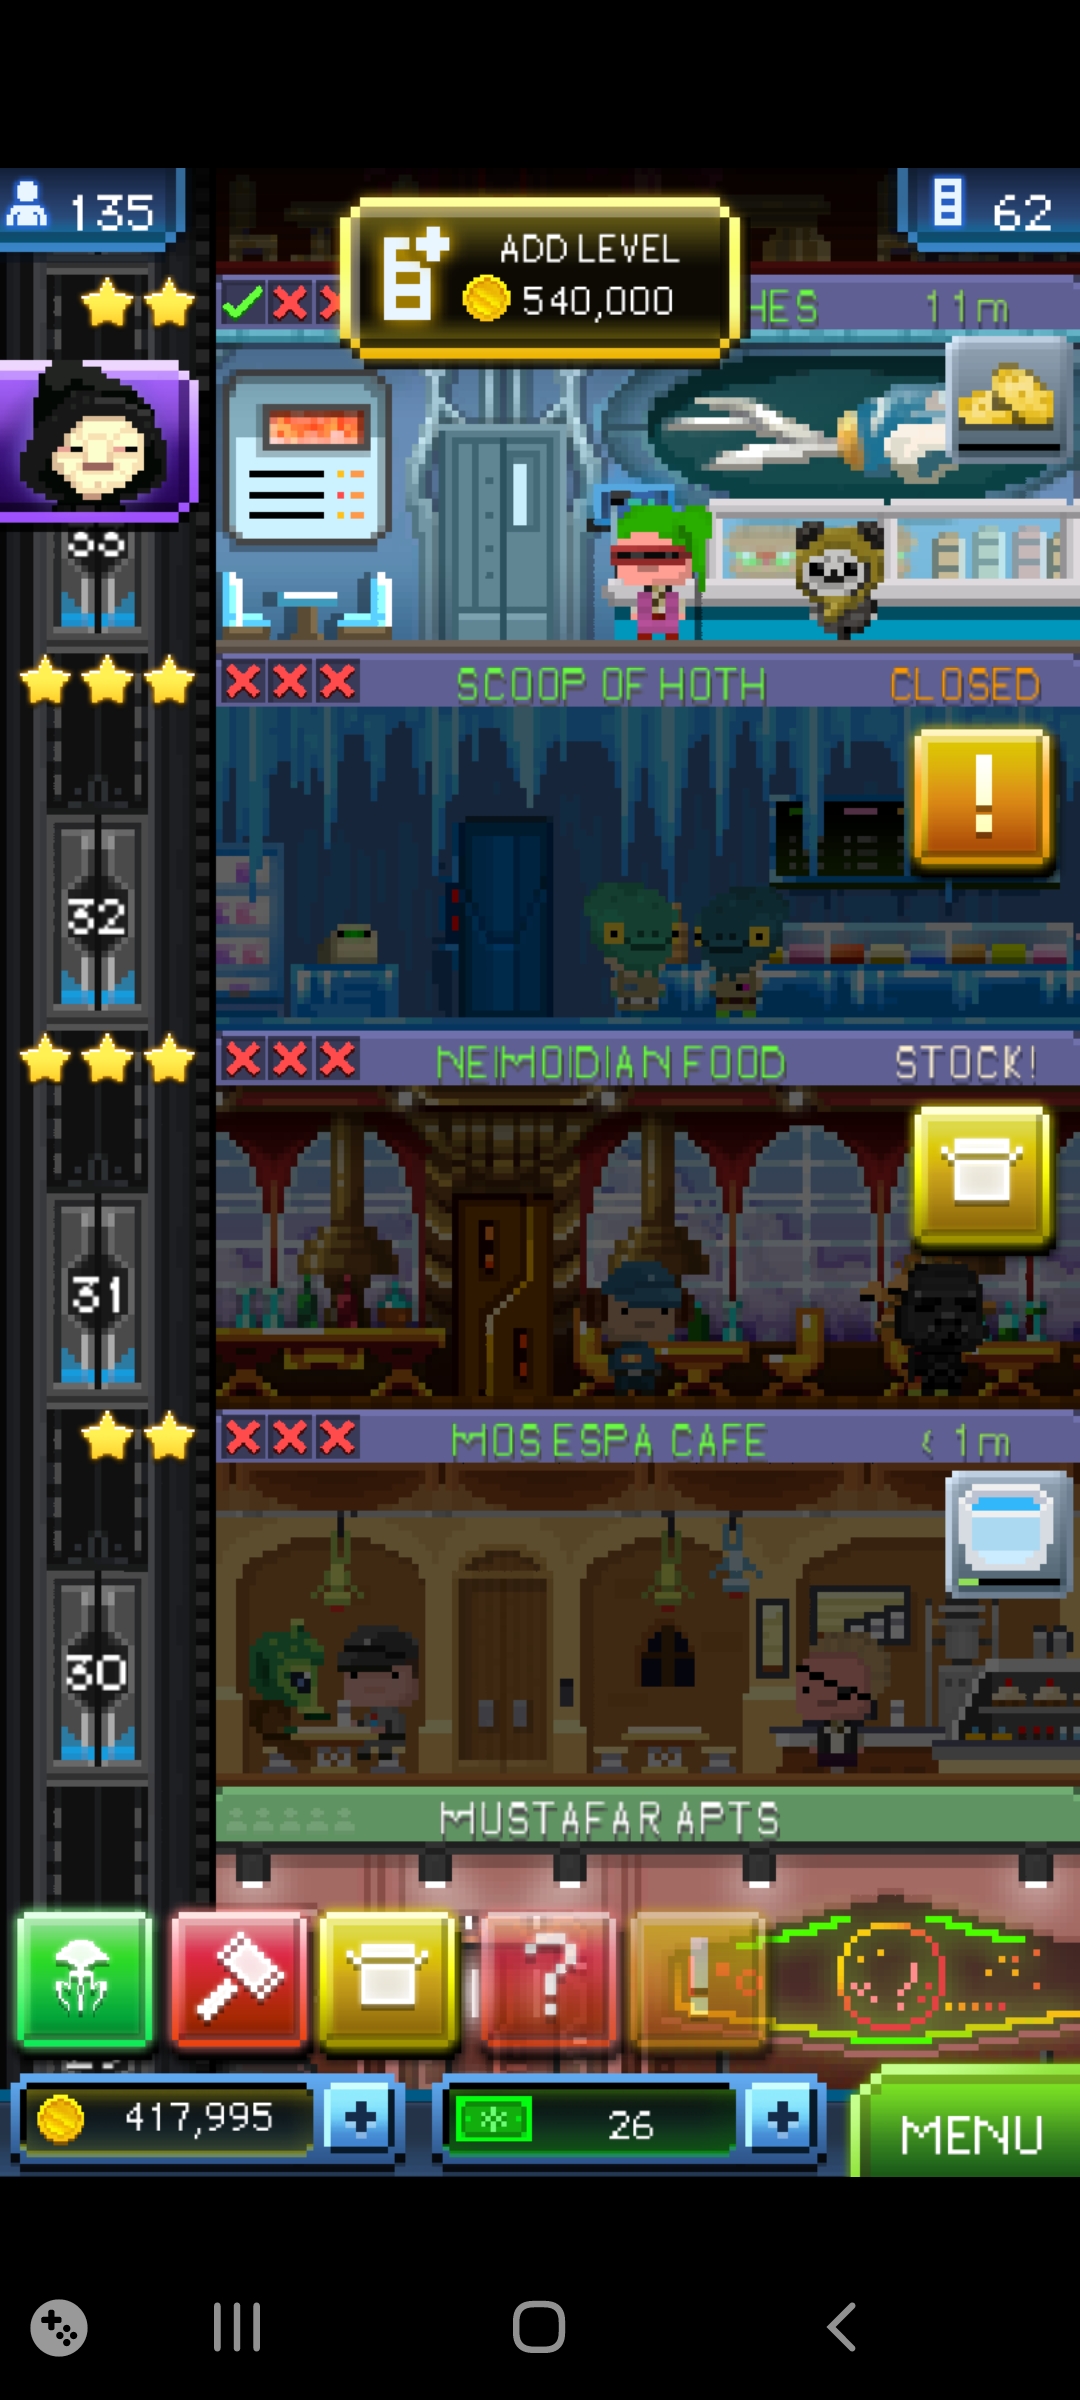 135
62
ADD LEVEL
540,000
HES 11m
33
SCOOP OF HOTH CLOSED
32
NEIMOIDIAN FOOD STOCK!
31
MOS ESPA CAFE < 1m
30
MUSTAFAR APTS
417,995
26
MENU